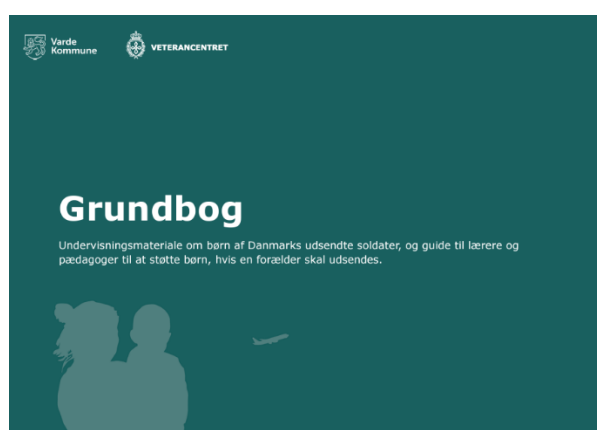 Varde
Kommune
VETERANCENTRET
Grundbog
Undervisningsmateriale om børn af Danmarks udsendte soldater, og guide til lærere og
pædagoger til at støtte børn, hvis en forælder skal udsendes.